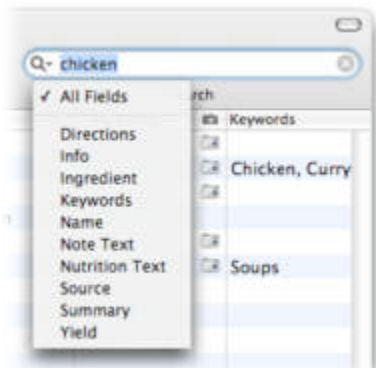 chicken
✓ All Fields
rch
Keywords
Directions
Info
Ingredient
Chicken, Curry
Keywords
Name
Note Text
Nutrition Text
Soups
Source
Summary
Yield